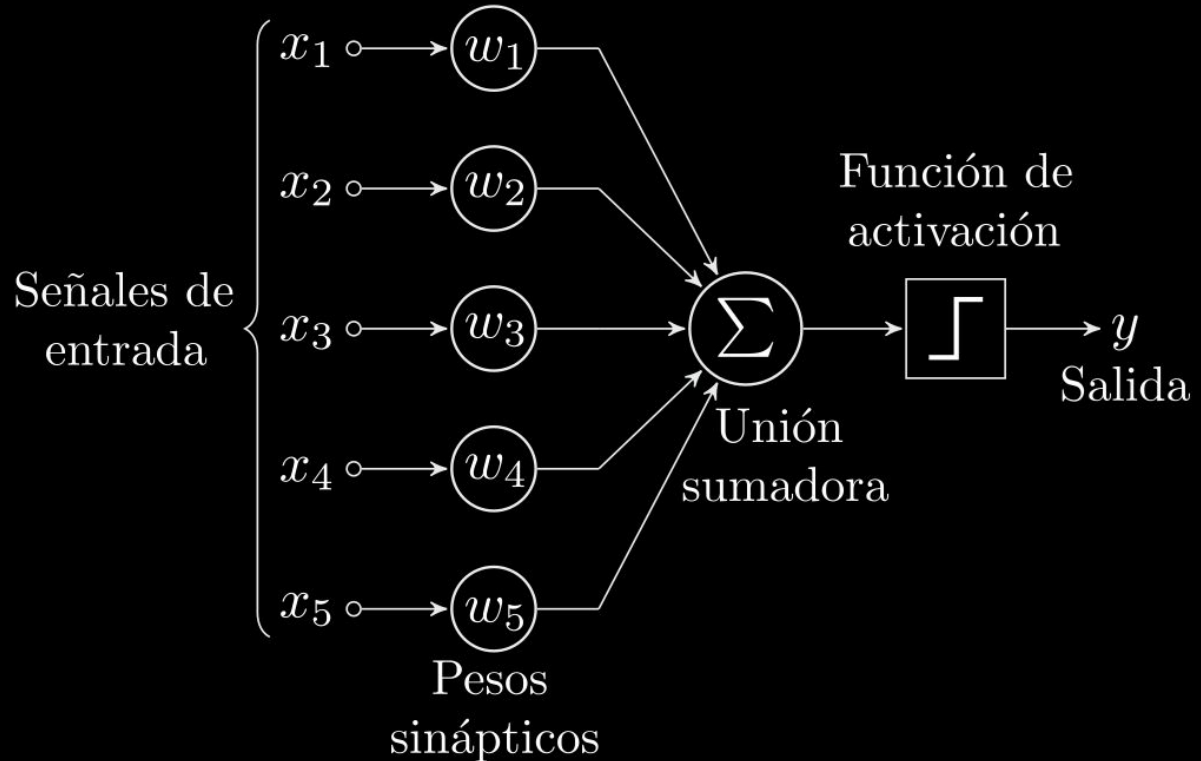 x₁ w₁
x₂ w₂
Función de
activación
Señales de
entrada
x₃ w₃ Σ y
Salida
Unión
sumadora
x₄ w₄
x₅ w₅
Pesos
sinápticos